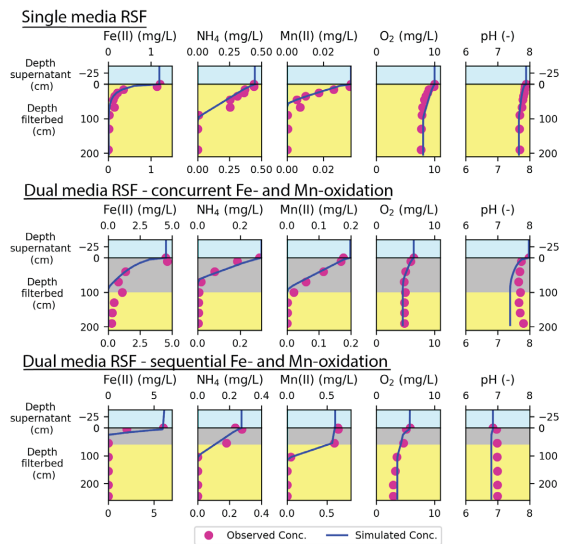 Single media RSF
Fe(II) (mg/L) NH₄ (mg/L) Mn(II) (mg/L) O₂ (mg/L) pH (-)
0 1 0.00 0.25 0.50 0.00 0.02 0 10 6 7 8
Depth supernatant (cm) −25 −25
0 0
Depth filterbed (cm) 100 100
200 200
0 1 0.00 0.25 0.50 0.00 0.02 0 10 6 7 8
Dual media RSF - concurrent Fe- and Mn-oxidation
Fe(II) (mg/L) NH₄ (mg/L) Mn(II) (mg/L) O₂ (mg/L) pH (-)
0.0 2.5 5.0 0.0 0.2 0.0 0.1 0.2 0 10 6 7 8
Depth supernatant (cm) −25 −25
0 0
Depth filterbed (cm) 100 100
200 200
0.0 2.5 5.0 0.0 0.2 0.0 0.1 0.2 0 10 6 7 8
Dual media RSF - sequential Fe- and Mn-oxidation
Fe(II) (mg/L) NH₄ (mg/L) Mn(II) (mg/L) O₂ (mg/L) pH (-)
0 5 0.0 0.2 0.4 0.0 0.5 0 10 6 7 8
Depth supernatant (cm) −25 −25
0 0
Depth filterbed (cm) 100 100
200 200
0 5 0.0 0.2 0.4 0.0 0.5 0 10 6 7 8
Observed Conc. Simulated Conc.